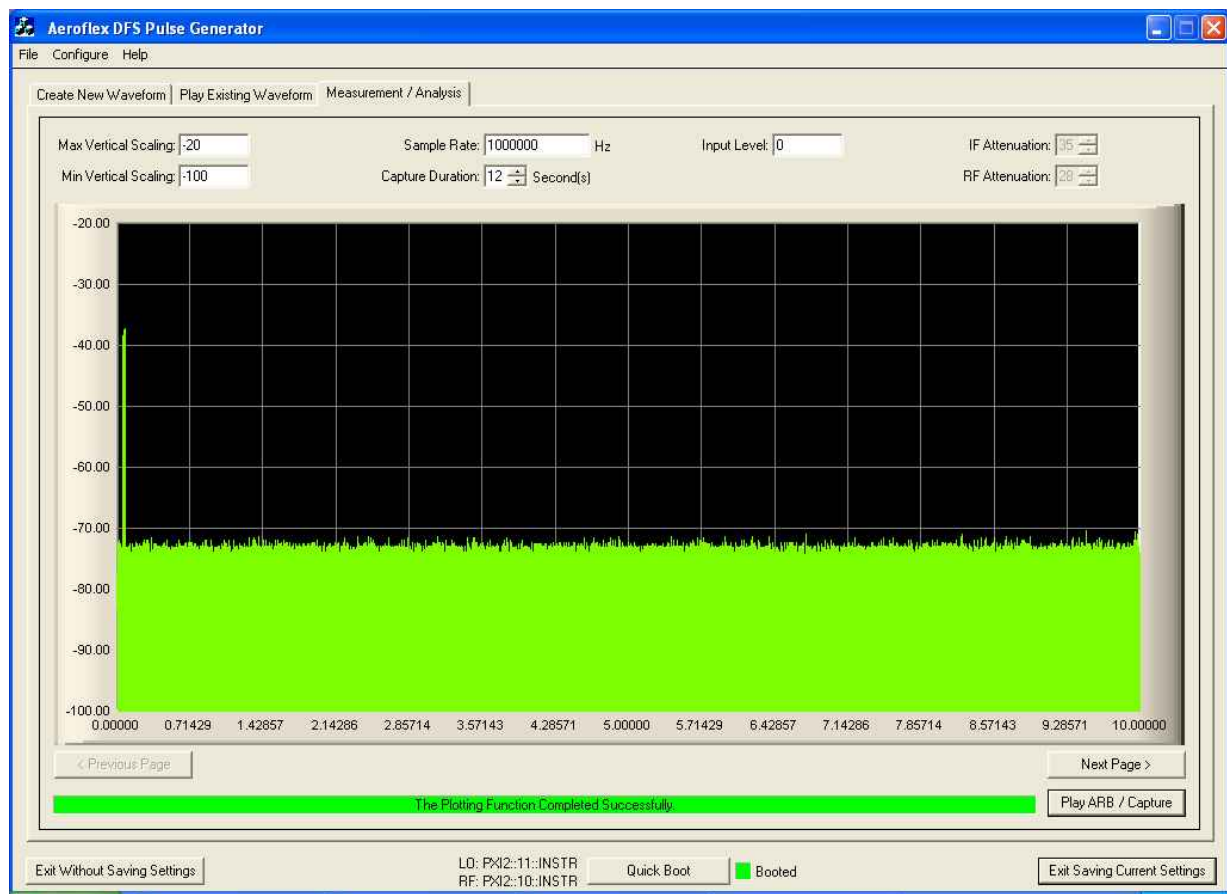 Aeroflex DFS Pulse Generator
File Configure Help
Create New Waveform Play Existing Waveform Measurement / Analysis
Max Vertical Scaling: -20 Sample Rate: 1000000 Hz Input Level: 0 IF Attenuation: 35
Min Vertical Scaling: -100 Capture Duration: 12 Second(s) RF Attenuation: 28
-20.00
-30.00
-40.00
-50.00
-60.00
-70.00
-80.00
-90.00
-100.00
0.00000 0.71429 1.42857 2.14286 2.85714 3.57143 4.28571 5.00000 5.71429 6.42857 7.14286 7.85714 8.57143 9.28571 10.00000
< Previous Page Next Page >
The Plotting Function Completed Successfully. Play ARB / Capture
Exit Without Saving Settings LO: PXI2::11::INSTR Quick Boot Booted Exit Saving Current Settings
RF: PXI2::10::INSTR